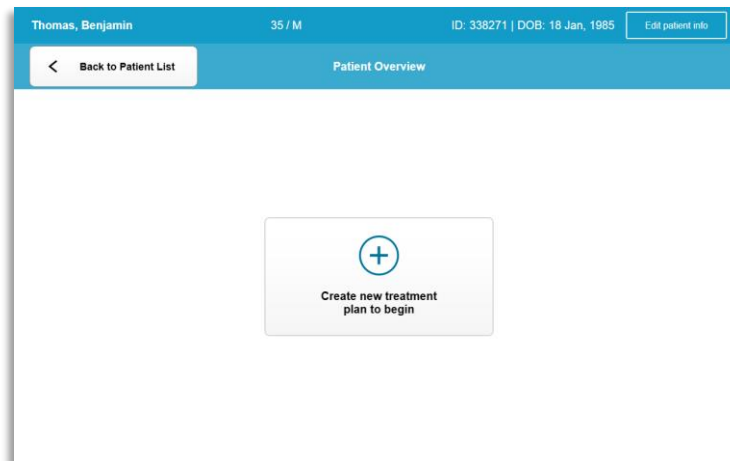 Thomas, Benjamin 35 / M ID: 338271 | DOB: 18 Jan, 1985 Edit patient info
Back to Patient List Patient Overview
Create new treatment
plan to begin